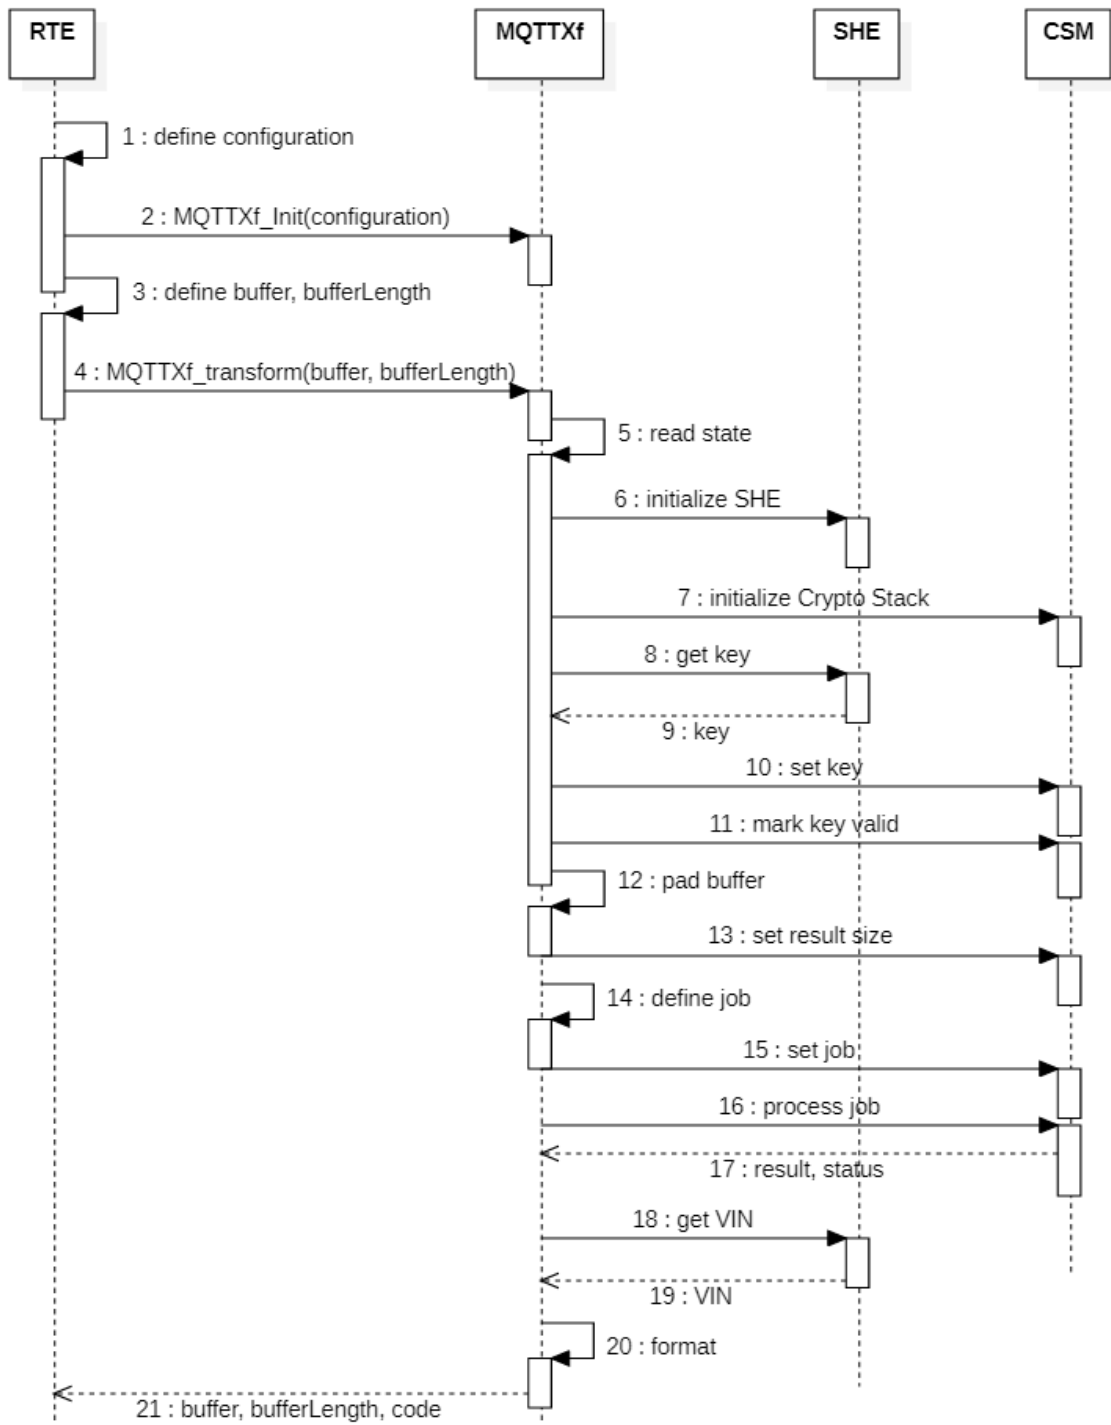 RTE
MQTTXf
SHE
CSM
1 : define configuration
2 : MQTTXf_Init(configuration)
3 : define buffer, bufferLength
4 : MQTTXf_transform(buffer, bufferLength)
5 : read state
6 : initialize SHE
7 : initialize Crypto Stack
8 : get key
9 : key
10 : set key
11 : mark key valid
12 : pad buffer
13 : set result size
14 : define job
15 : set job
16 : process job
17 : result, status
18 : get VIN
19 : VIN
20 : format
21 : buffer, bufferLength, code